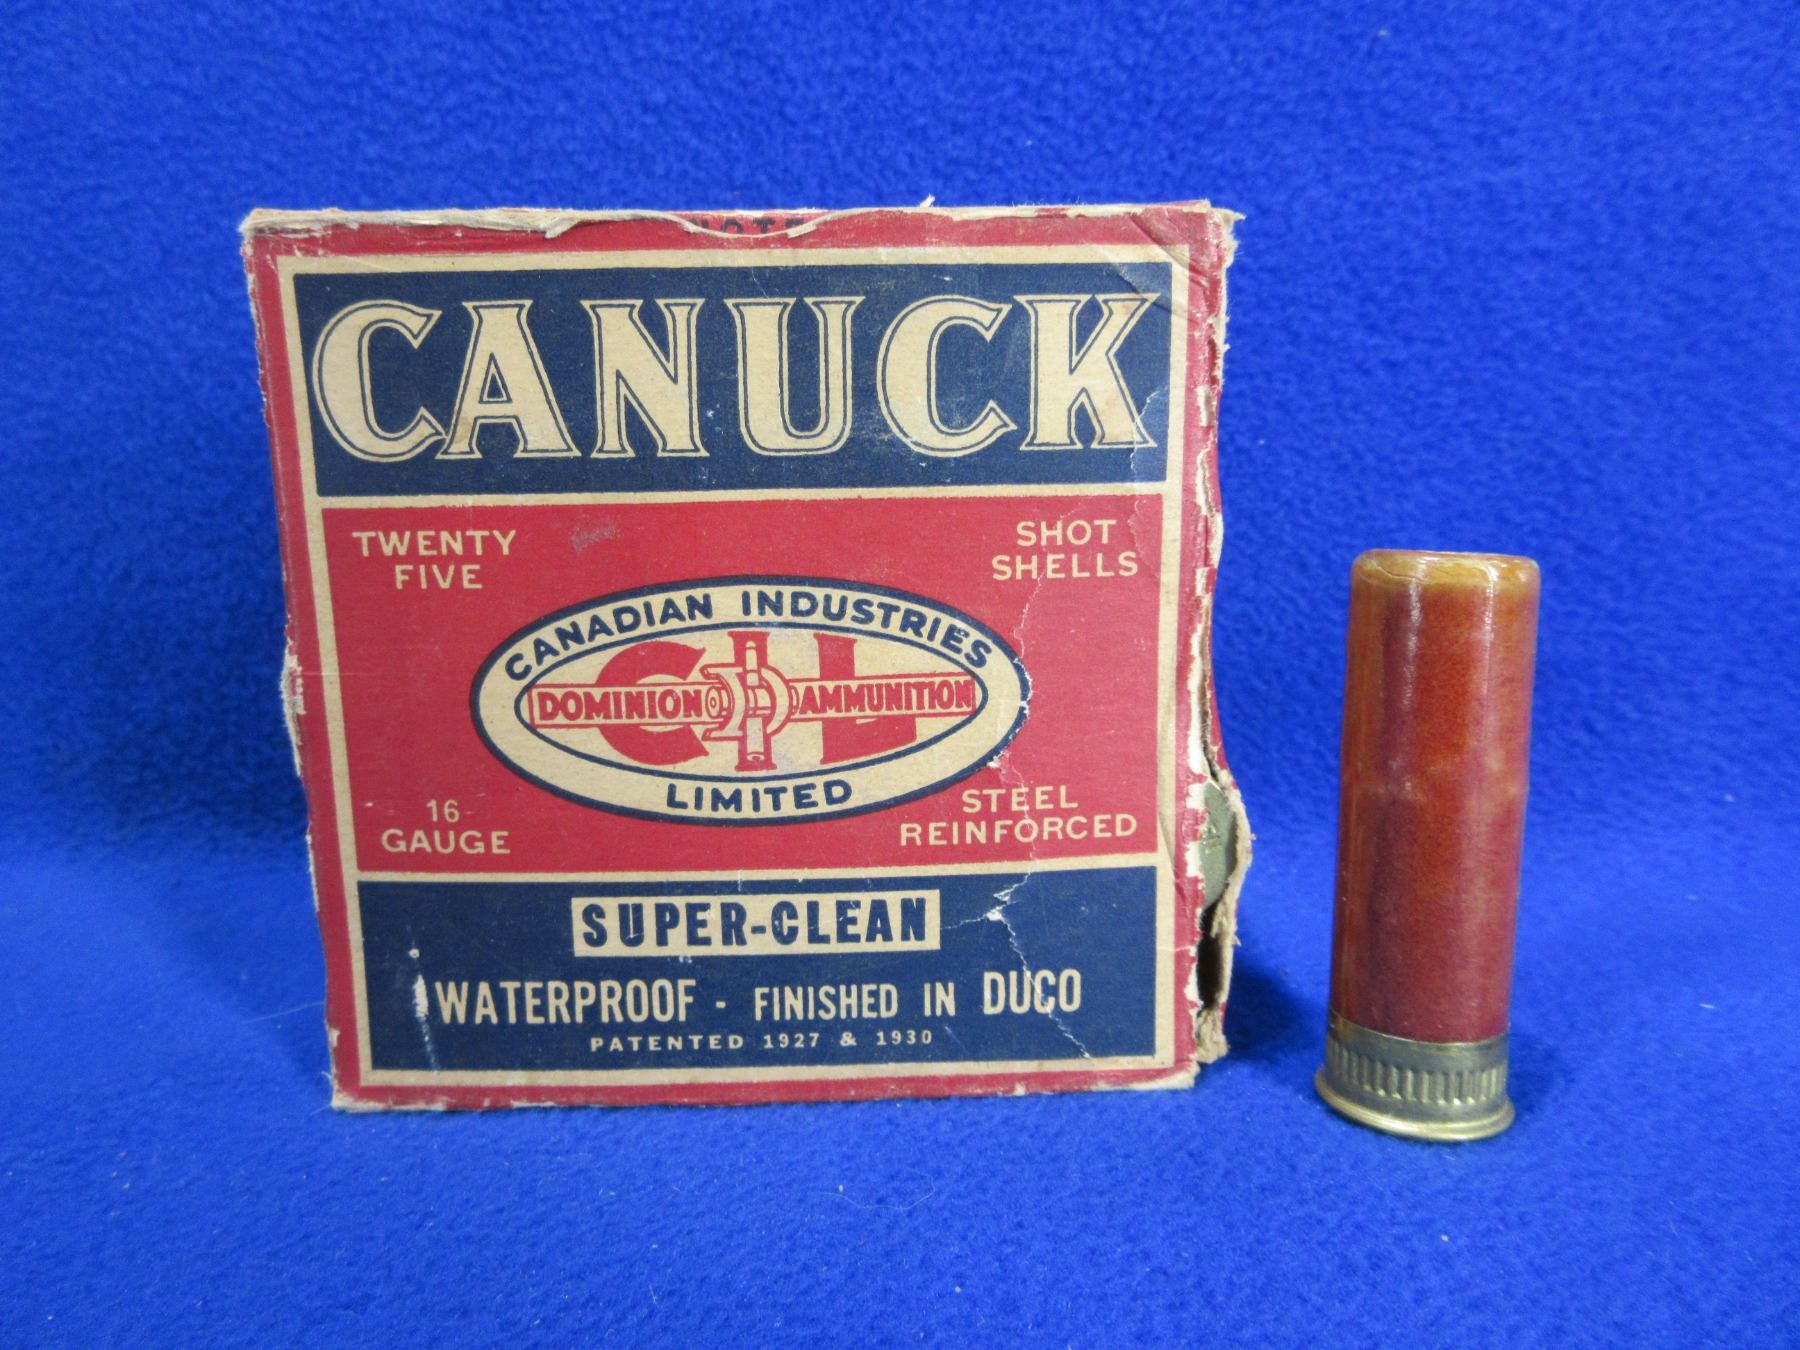 CANUCK
TWENTY
FIVE
SHOT
SHELLS
CANADIAN INDUSTRIES
CIL
DOMINION AMMUNITION
LIMITED
16
GAUGE
STEEL
REINFORCED
SUPER-CLEAN
WATERPROOF - FINISHED IN DUCO
PATENTED 1927 & 1930